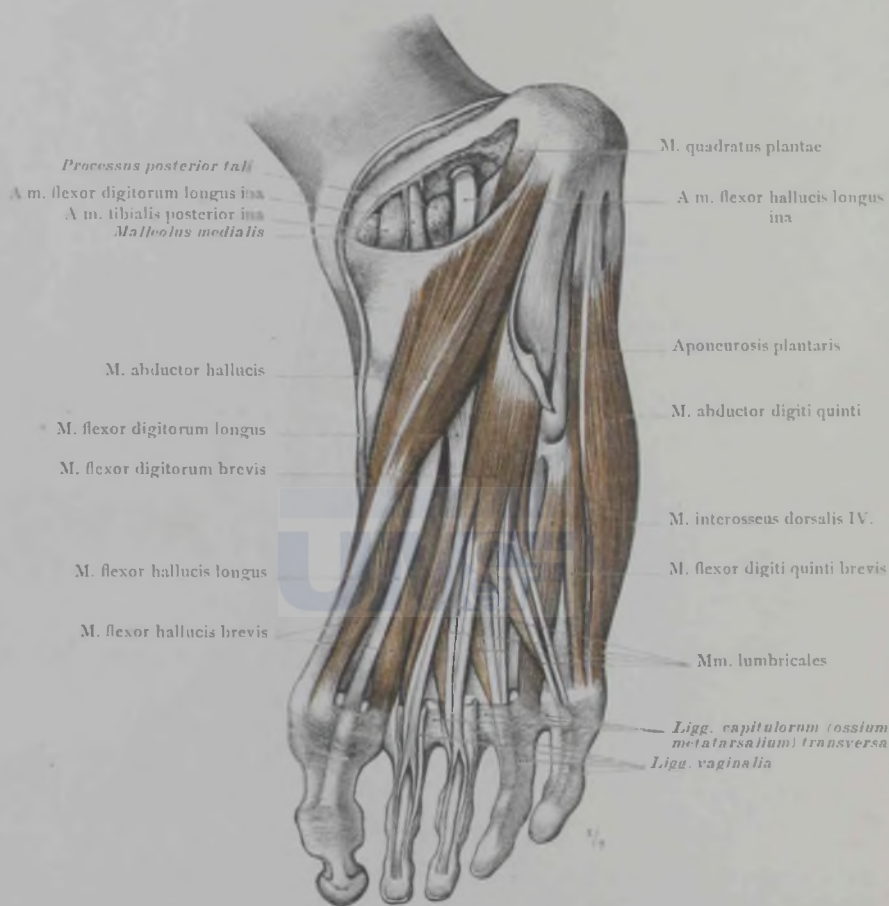 Processus posterior tali
A m. flexor digitorum longus ina
A m. tibialis posterior ina
Malleolus medialis
M. abductor hallucis
M. flexor digitorum longus
M. flexor digitorum brevis
M. flexor hallucis longus
M. flexor hallucis brevis
M. quadratus plantae
A m. flexor hallucis longus
ina
Aponeurosis plantaris
M. abductor digiti quinti
M. interosseus dorsalis IV.
M. flexor digiti quinti brevis
Mm. lumbricales
Ligg. capitulorum (ossium
metatarsalium) transversa
Ligg. vaginalia